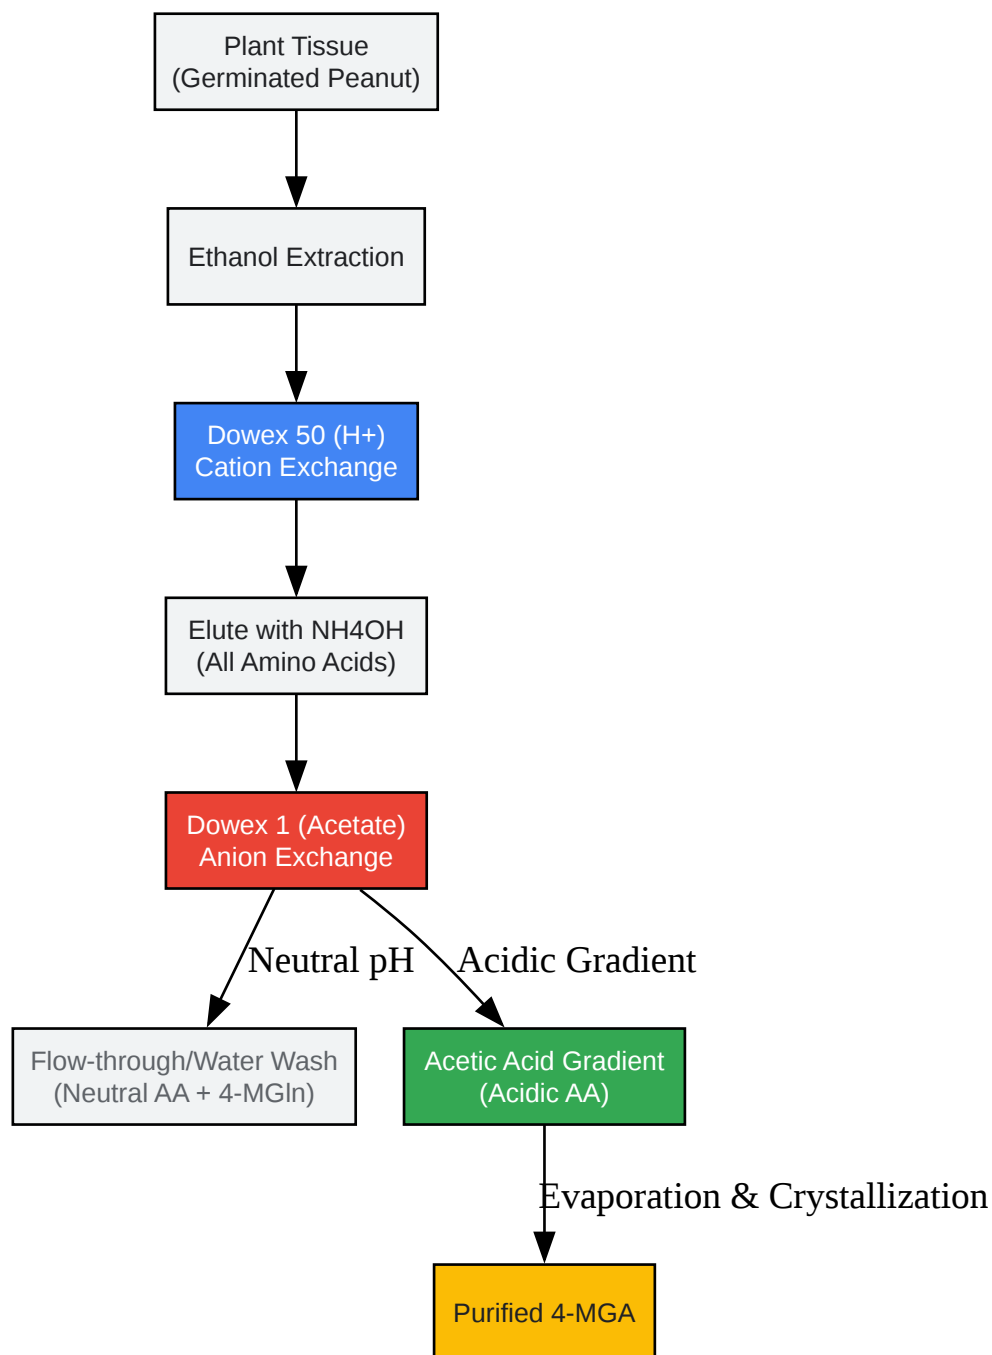 Plant Tissue
(Germinated Peanut)
Ethanol Extraction
Dowex 50 (H+)
Cation Exchange
Elute with NH4OH
(All Amino Acids)
Dowex 1 (Acetate)
Anion Exchange
Neutral pH
Acidic Gradient
Flow-through/Water Wash
(Neutral AA + 4-MGln)
Acetic Acid Gradient
(Acidic AA)
Evaporation & Crystallization
Purified 4-MGA